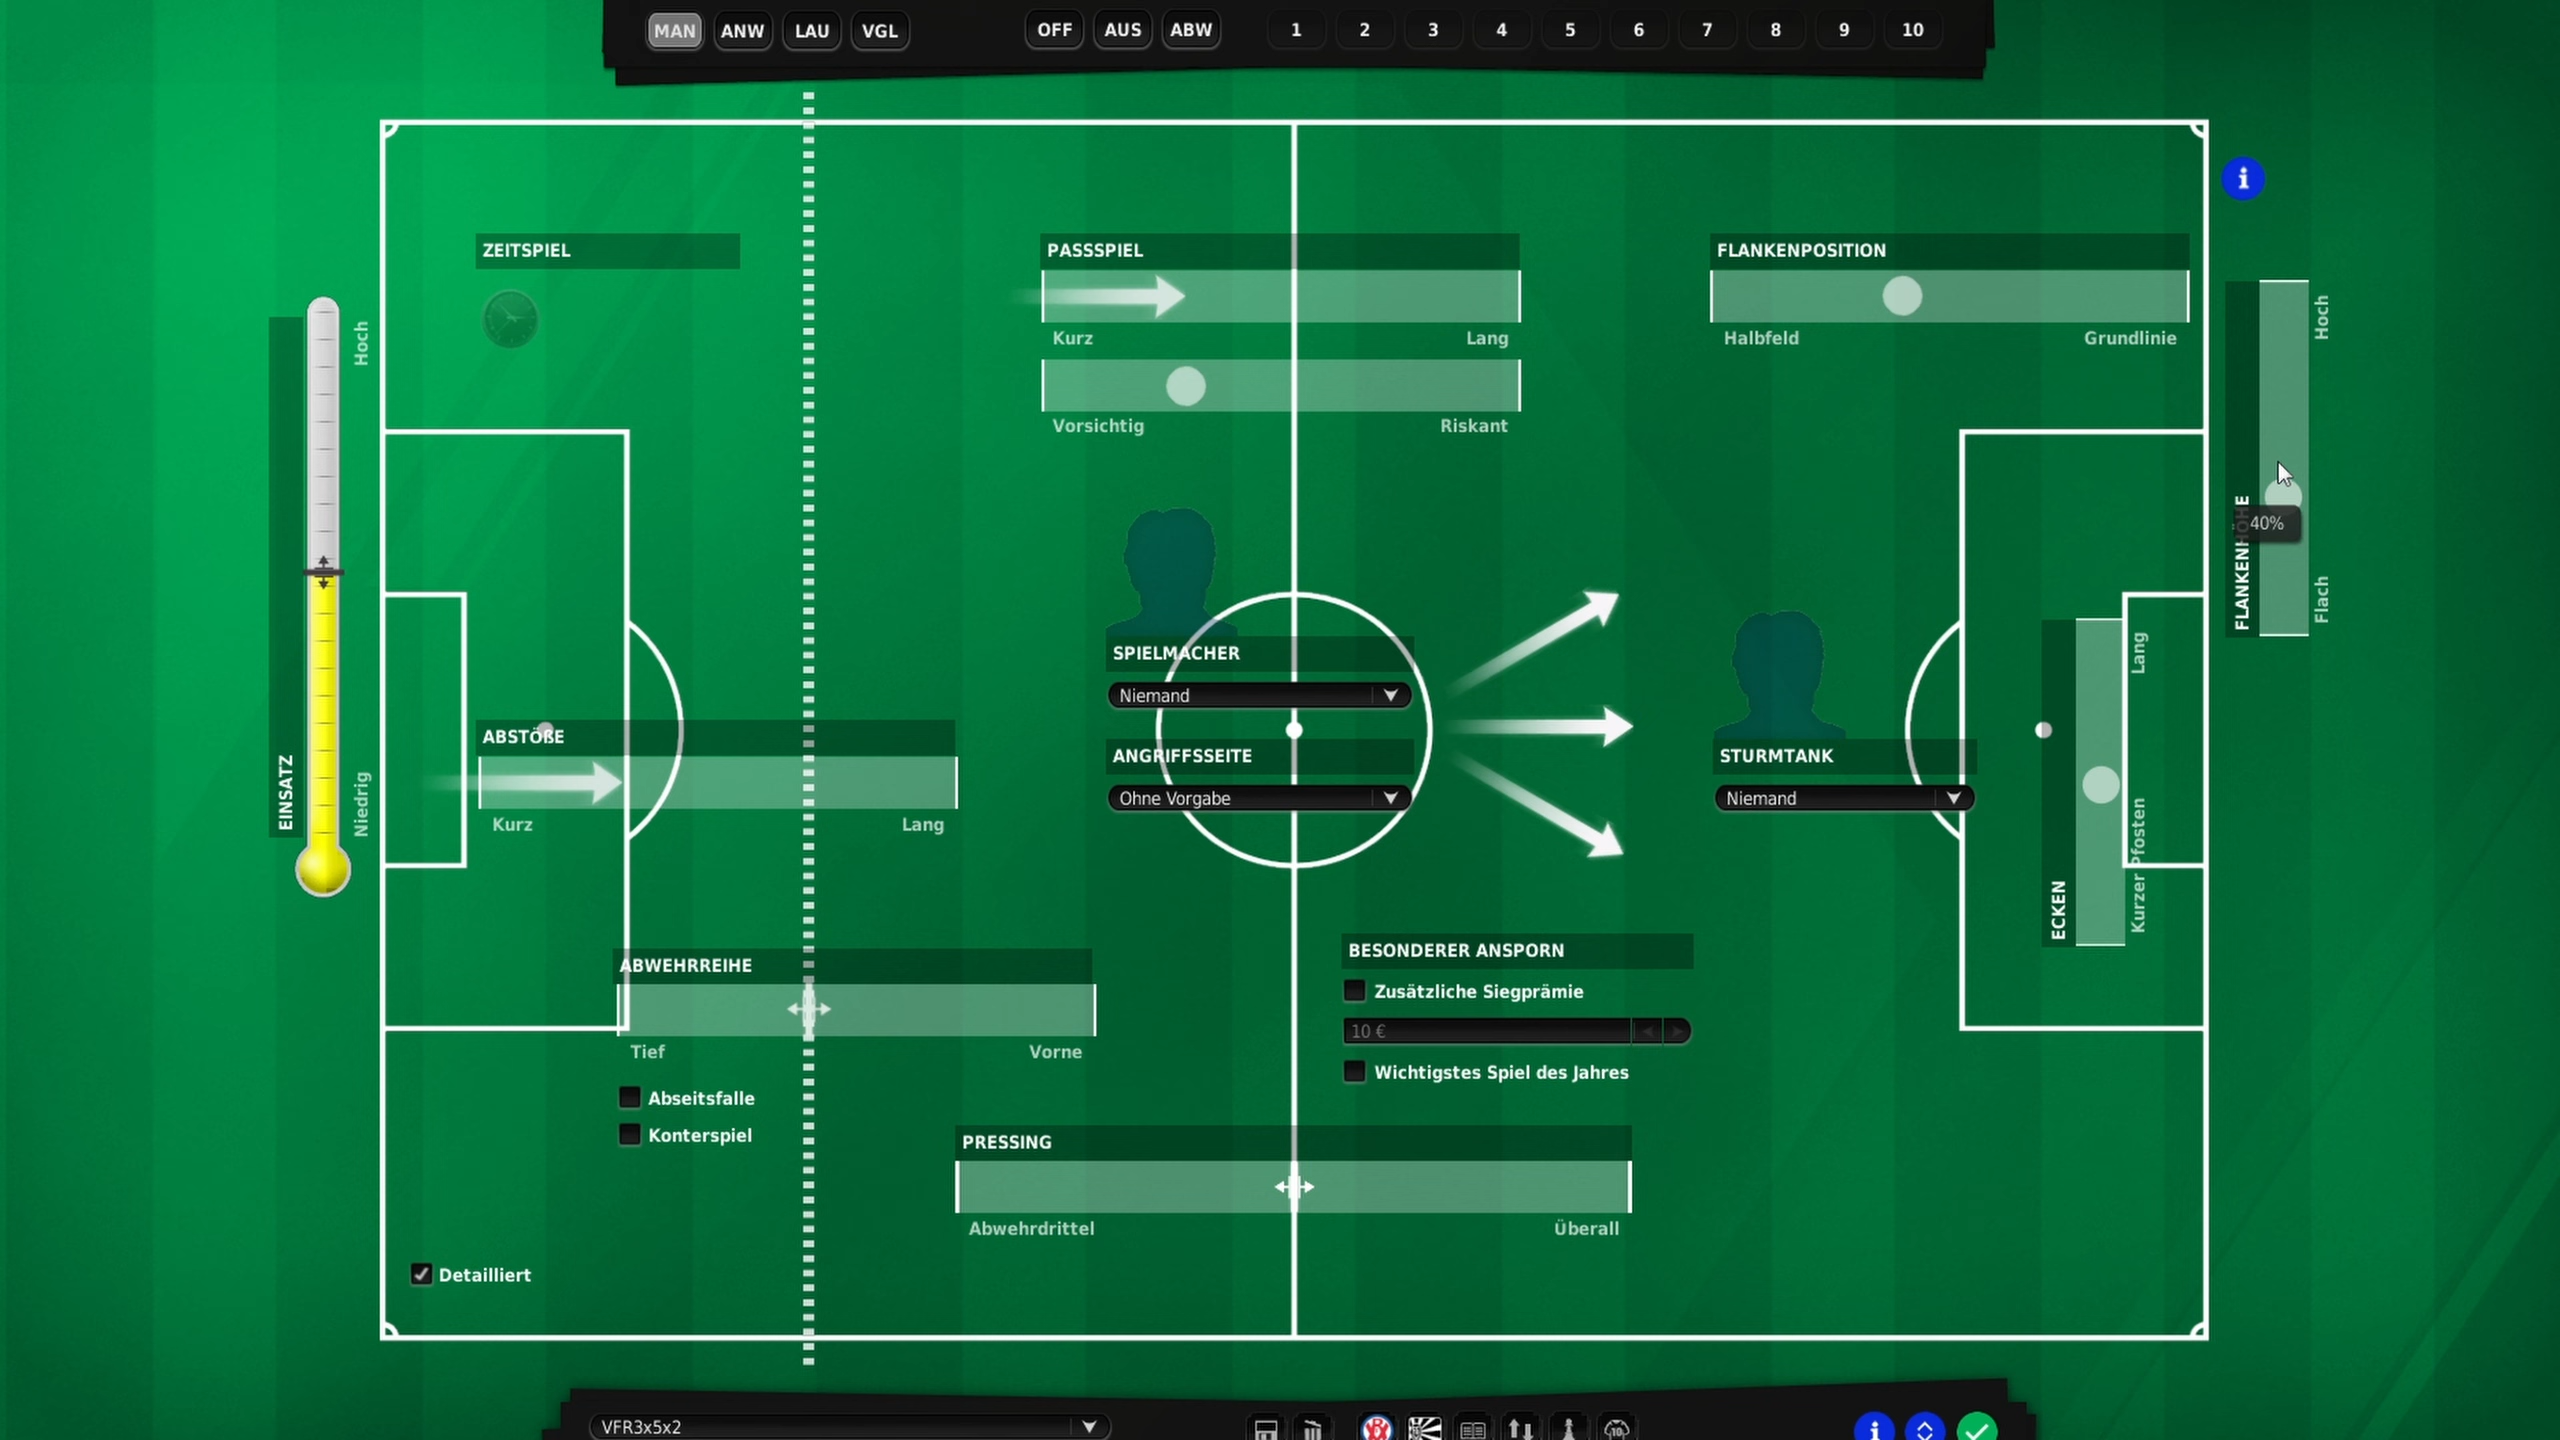 MAN ANW LAU VGL OFF AUS ABW 1 2 3 4 5 6 7 8 9 10
ZEITSPIEL
PASSSPIEL
Kurz Lang
Vorsichtig Riskant
FLANKENPOSITION
Halbfeld Grundlinie
Hoch
FLANKENHÖHE
40%
Flach
Hoch
EINSATZ
Niedrig
SPIELMACHER
Niemand
ANGRIFFSSEITE
Ohne Vorgabe
STURMTANK
Niemand
ABSTÖßE
Kurz Lang
Lang
ECKEN
Kurzer Pfosten
ABWEHRREIHE
Tief Vorne
Abseitsfalle
Konterspiel
BESONDERER ANSPORN
Zusätzliche Siegprämie
10 €
Wichtigstes Spiel des Jahres
PRESSING
Abwehrdrittel Überall
Detailliert
VFR3x5x2